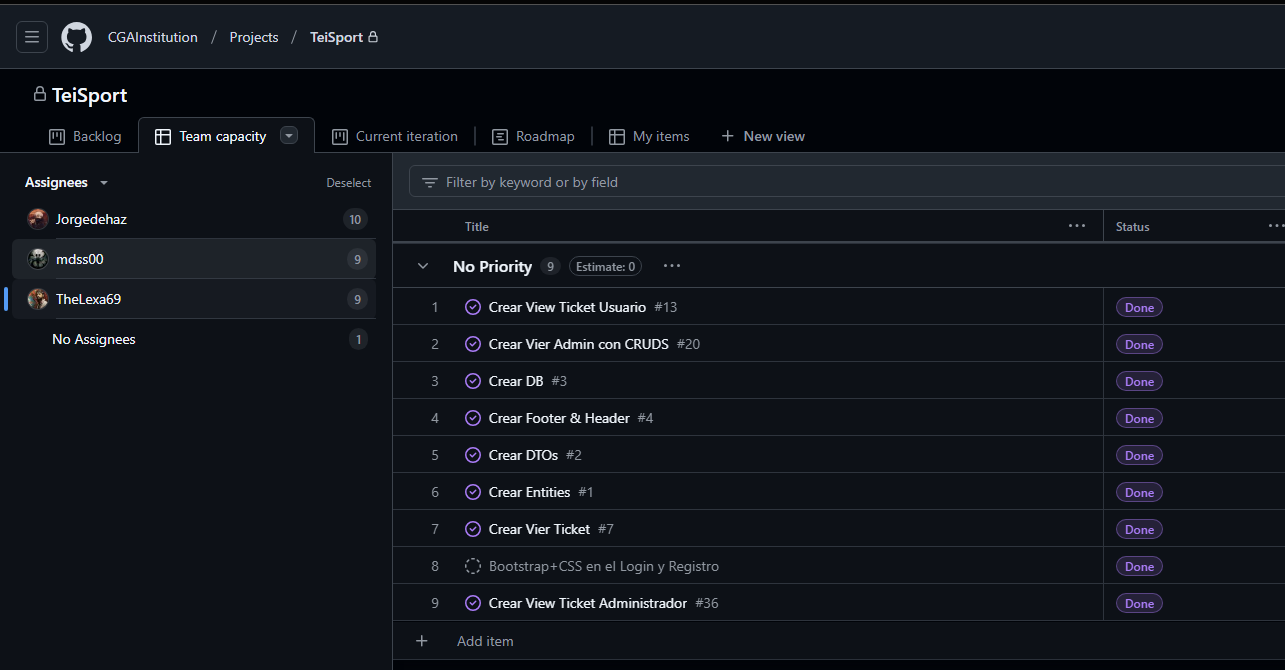 CGAInstitution / Projects / TeiSport
TeiSport
Backlog Team capacity Current iteration Roadmap My items + New view
Assignees Deselect
Filter by keyword or by field
Jorgedehaz 10
mdss00 9
TheLexa69 9
No Assignees 1
Title ... Status ...
No Priority 9 Estimate: 0 ...
1 Crear View Ticket Usuario #13 Done
2 Crear Vier Admin con CRUDS #20 Done
3 Crear DB #3 Done
4 Crear Footer & Header #4 Done
5 Crear DTOs #2 Done
6 Crear Entities #1 Done
7 Crear Vier Ticket #7 Done
8 Bootstrap+CSS en el Login y Registro Done
9 Crear View Ticket Administrador #36 Done
+ Add item